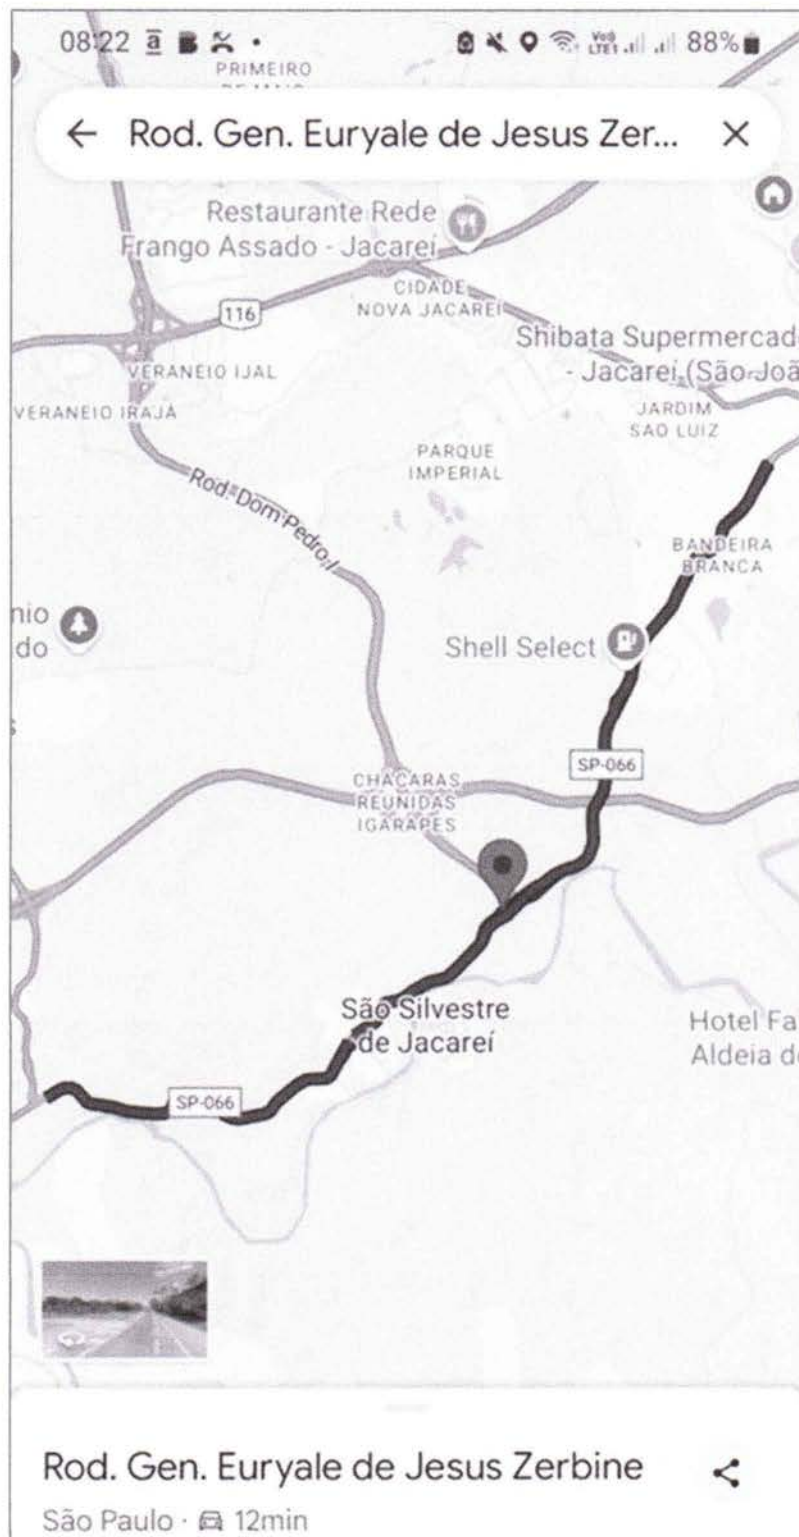 08:22
88%
PRIMEIRO
Rod. Gen. Euryale de Jesus Zer...
Restaurante Rede
Frango Assado - Jacareí
CIDADE
NOVA JACAREÍ
116
Shibata Supermercad
- Jacareí (São Joã
VERANEIO IJAL
VERANEIO IRAJÁ
JARDIM
SAO LUIZ
PARQUE
IMPERIAL
Rod. Dom Pedro I
BANDEIRA
BRANCA
nio
do
Shell Select
SP-066
CHÁCARAS
REUNIDAS
IGARAPÉS
São Silvestre
de Jacareí
Hotel Fa
Aldeia d
SP-066
Rod. Gen. Euryale de Jesus Zerbine
São Paulo · 12min